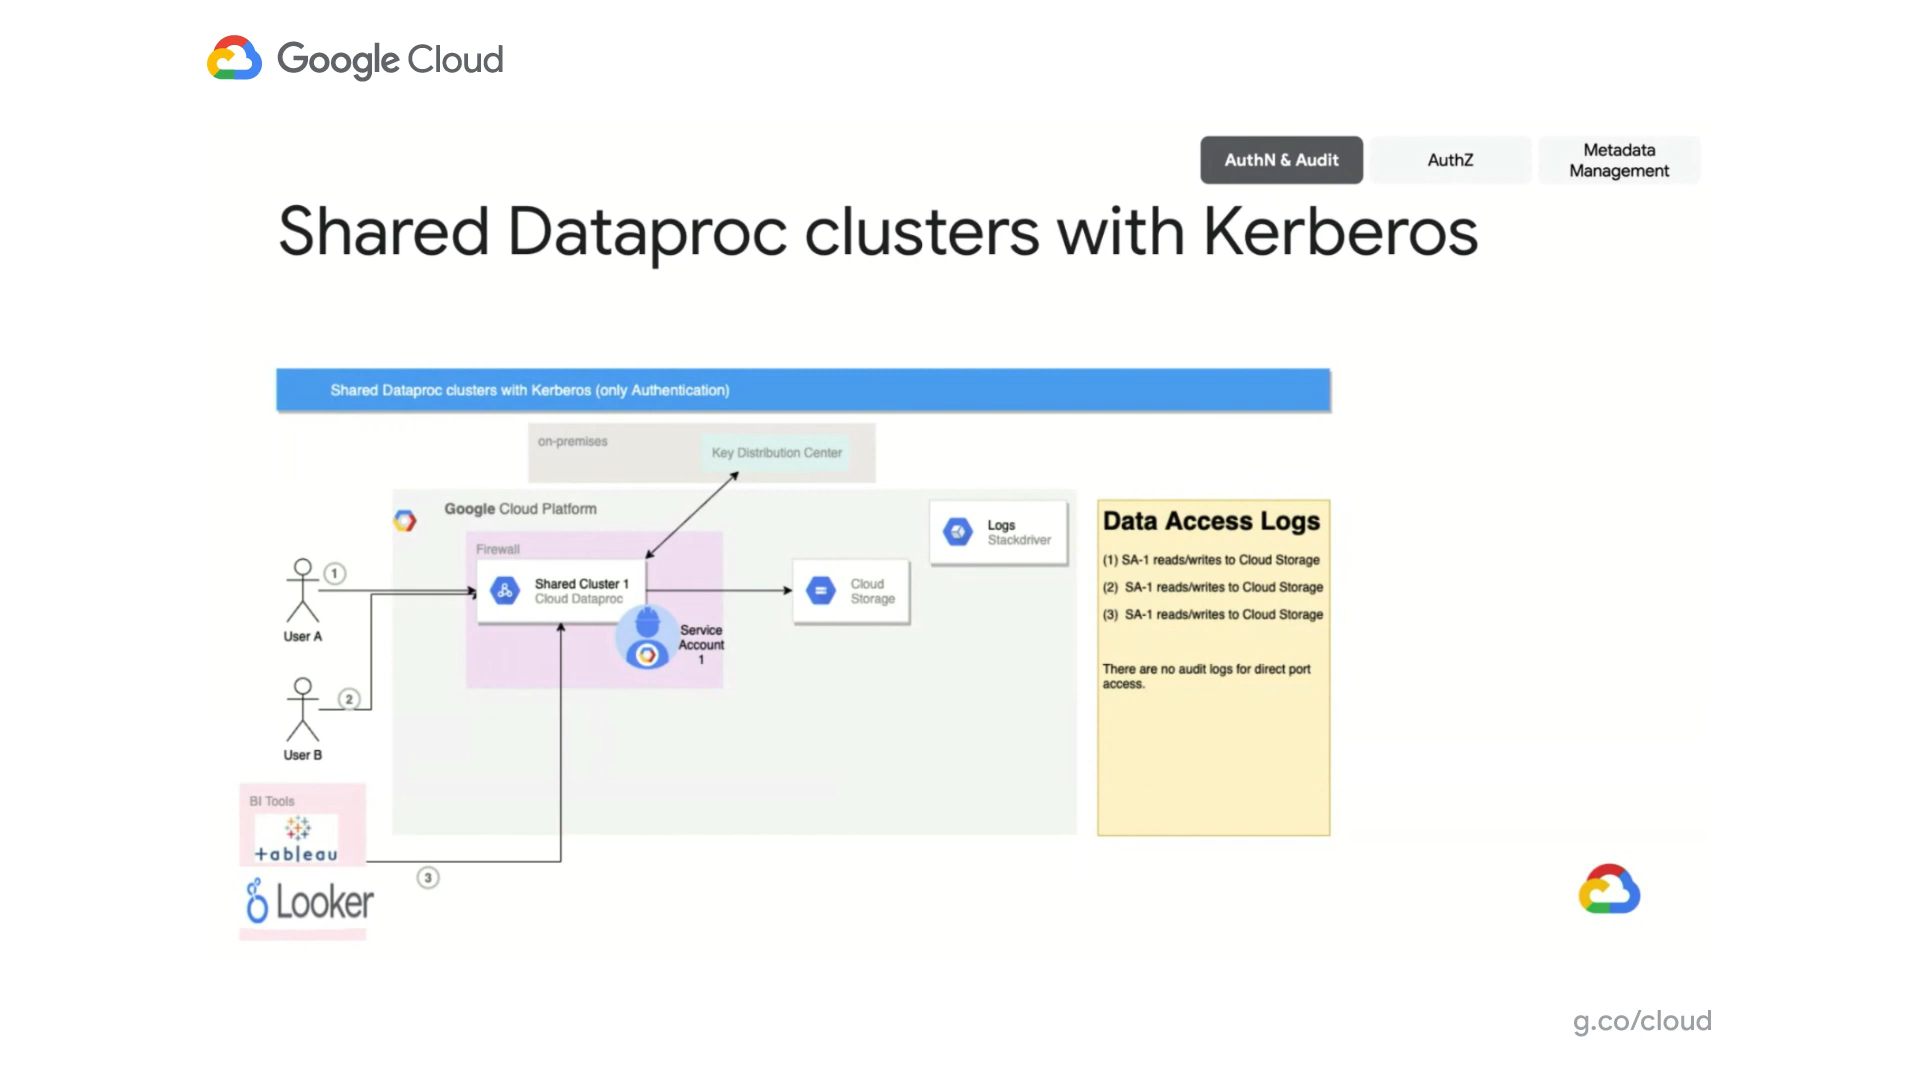 Google Cloud
AuthN & Audit
AuthZ
Metadata
Management
Shared Dataproc clusters with Kerberos
Shared Dataproc clusters with Kerberos (only Authentication)
on-premises
Key Distribution Center
Google Cloud Platform
Logs
Stackdriver
Firewall
Shared Cluster 1
Cloud Dataproc
Cloud
Storage
Service
Account
1
1
User A
2
User B
BI Tools
+ableau
Looker
3
Data Access Logs
(1) SA-1 reads/writes to Cloud Storage
(2) SA-1 reads/writes to Cloud Storage
(3) SA-1 reads/writes to Cloud Storage
There are no audit logs for direct port
access.
g.co/cloud